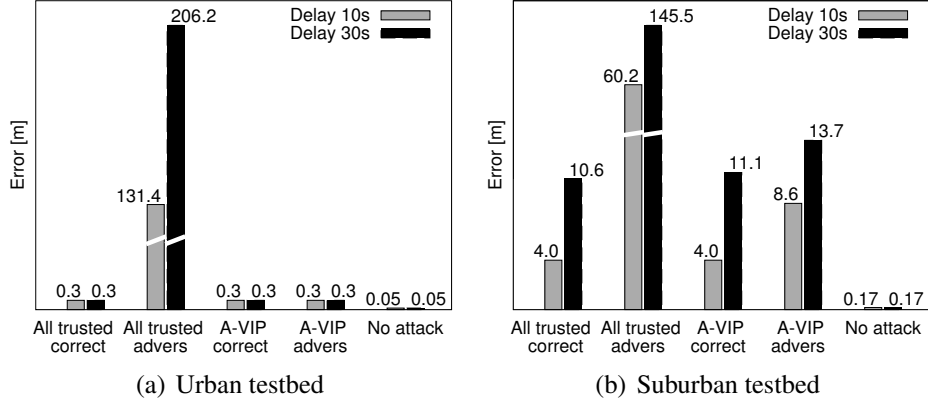 Error [m]
Delay 10s
Delay 30s
206.2
131.4
0.3 0.3
0.3 0.3
0.3 0.3
0.05 0.05
All trusted correct
All trusted advers
A-VIP correct
A-VIP advers
No attack
(a) Urban testbed
Error [m]
Delay 10s
Delay 30s
145.5
60.2
13.7
10.6
11.1
8.6
4.0
4.0
0.17 0.17
All trusted correct
All trusted advers
A-VIP correct
A-VIP advers
No attack
(b) Suburban testbed